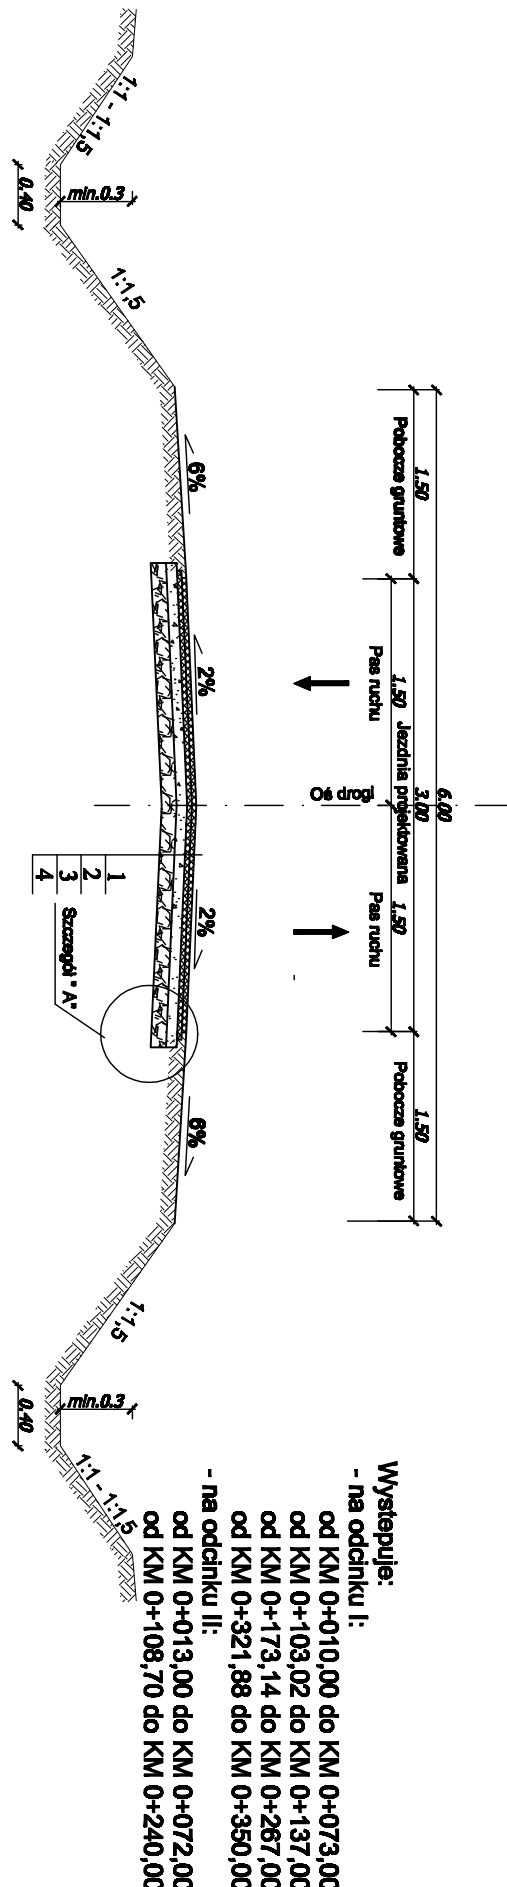 6.00
1.50
3.00
1.50
Pobocze gruntowe
Jezdnia projektowana
Pobocze gruntowe
1.50
1.50
Pas ruchu
Pas ruchu
Oś drogi
6%
2%
2%
6%
1:1 - 1:1,5
min.0.3
0.40
1:1,5
1
2
3
4
Szczegół " A"
1:1,5
min.0.3
0.40
1:1 - 1:1,5
Wystepuje:
- na odcinku I:
od KM 0+010,00 do KM 0+073,00
od KM 0+103,02 do KM 0+137,00
od KM 0+173,14 do KM 0+267,00
od KM 0+321,88 do KM 0+350,00
- na odcinku II:
od KM 0+013,00 do KM 0+072,00
od KM 0+108,70 do KM 0+240,00